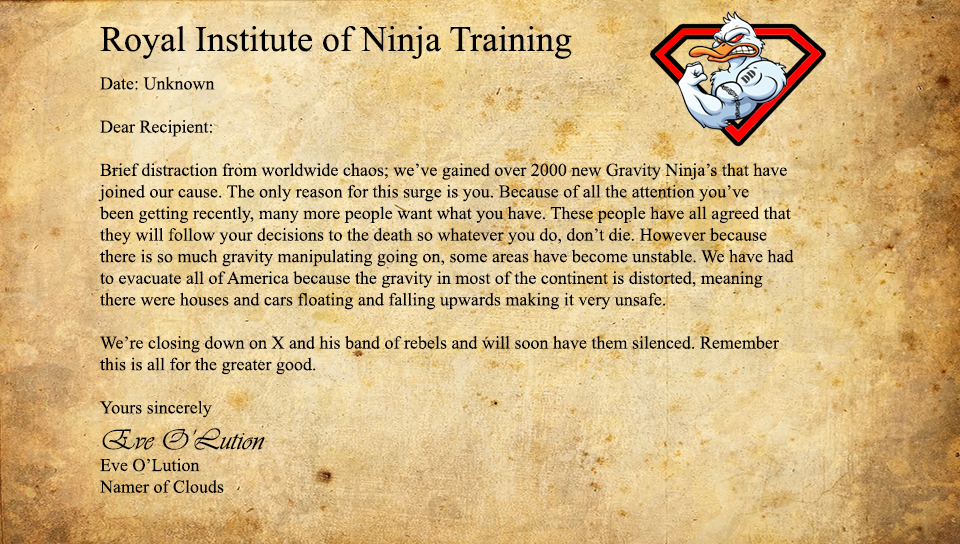 Royal Institute of Ninja Training
Date: Unknown
Dear Recipient:
Brief distraction from worldwide chaos; we’ve gained over 2000 new Gravity Ninja’s that have
joined our cause. The only reason for this surge is you. Because of all the attention you’ve
been getting recently, many more people want what you have. These people have all agreed that
they will follow your decisions to the death so whatever you do, don’t die. However because
there is so much gravity manipulating going on, some areas have become unstable. We have had
to evacuate all of America because the gravity in most of the continent is distorted, meaning
there were houses and cars floating and falling upwards making it very unsafe.
We’re closing down on X and his band of rebels and will soon have them silenced. Remember
this is all for the greater good.
Yours sincerely
Eve O’Lution
Eve O’Lution
Namer of Clouds
DD